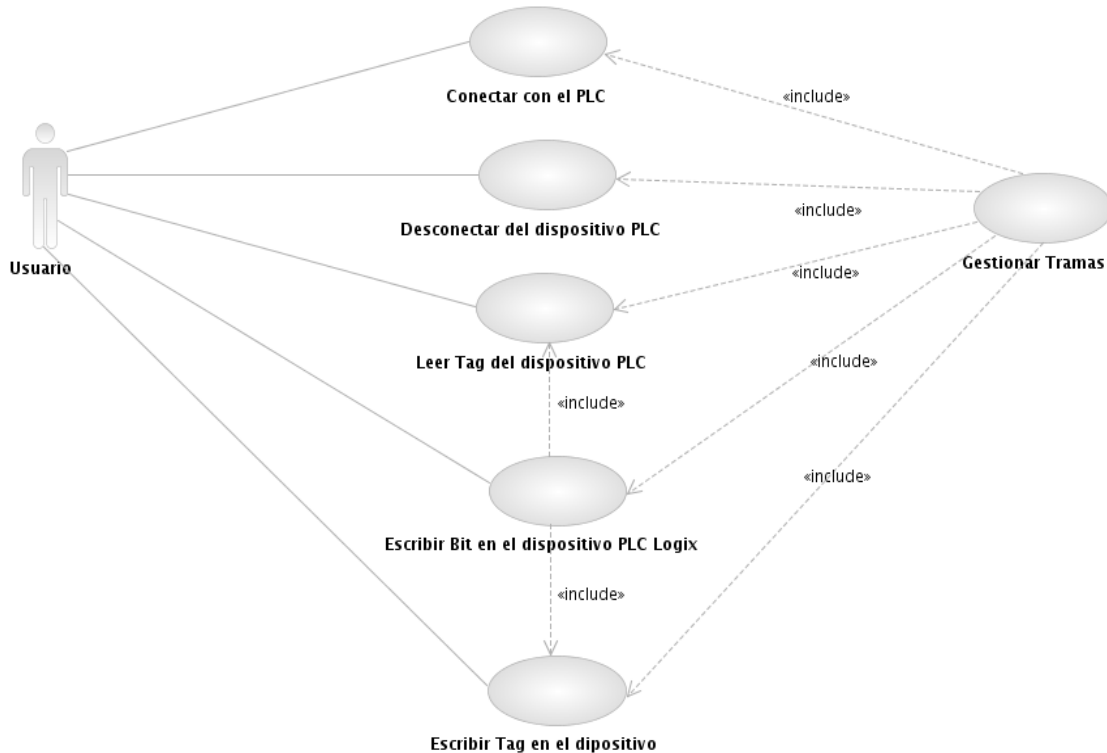 Conectar con el PLC
«include»
Desconectar del dispositivo PLC
«include»
Usuario
Gestionar Tramas
«include»
Leer Tag del dispositivo PLC
«include»
«include»
«include»
Escribir Bit en el dispositivo PLC Logix
«include»
Escribir Tag en el dipositivo